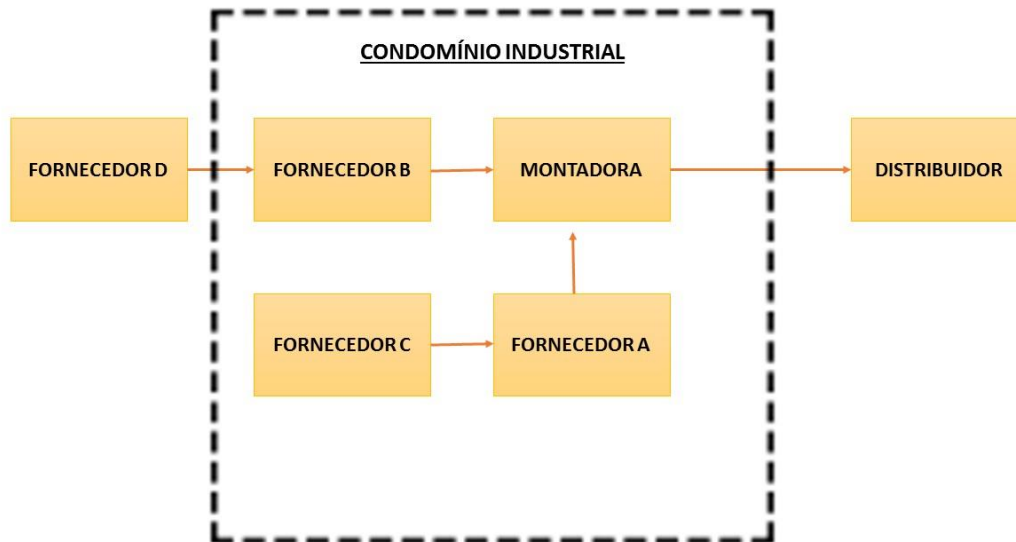 CONDOMÍNIO INDUSTRIAL
FORNECEDOR D
FORNECEDOR B
MONTADORA
DISTRIBUIDOR
FORNECEDOR C
FORNECEDOR A